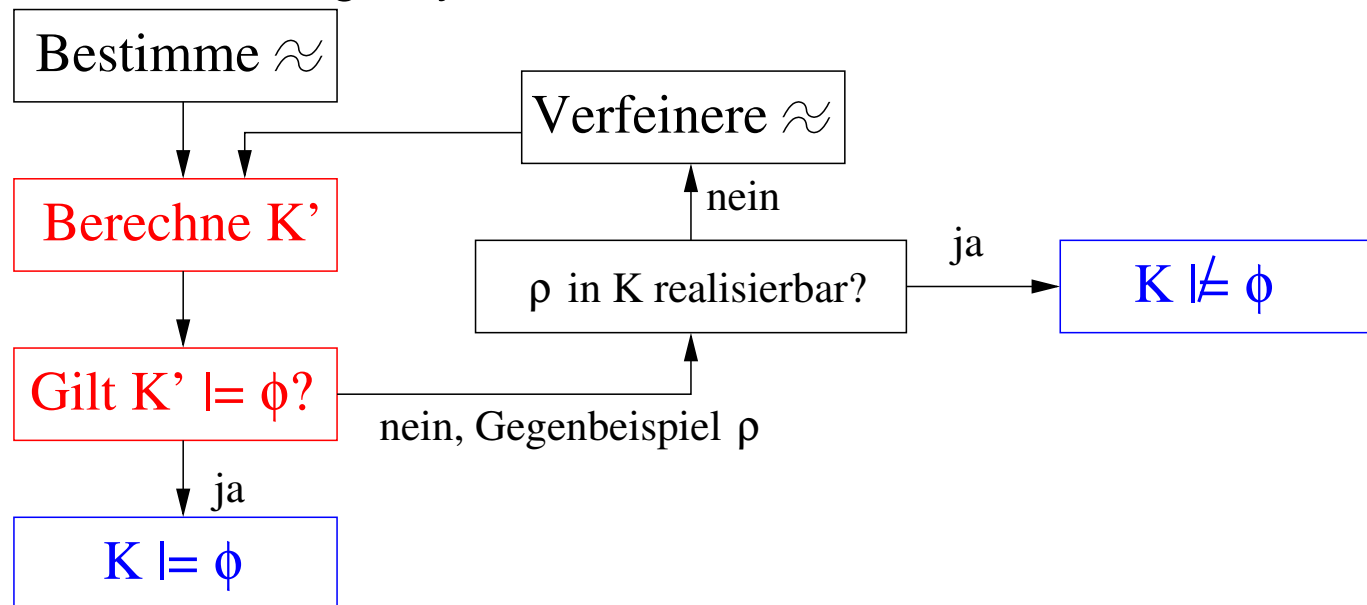 Bestimme ≈
Verfeinere ≈
nein
Berechne K'
ρ in K realisierbar?
ja
K |≠ ϕ
Gilt K' |= ϕ?
nein, Gegenbeispiel ρ
ja
K |= ϕ